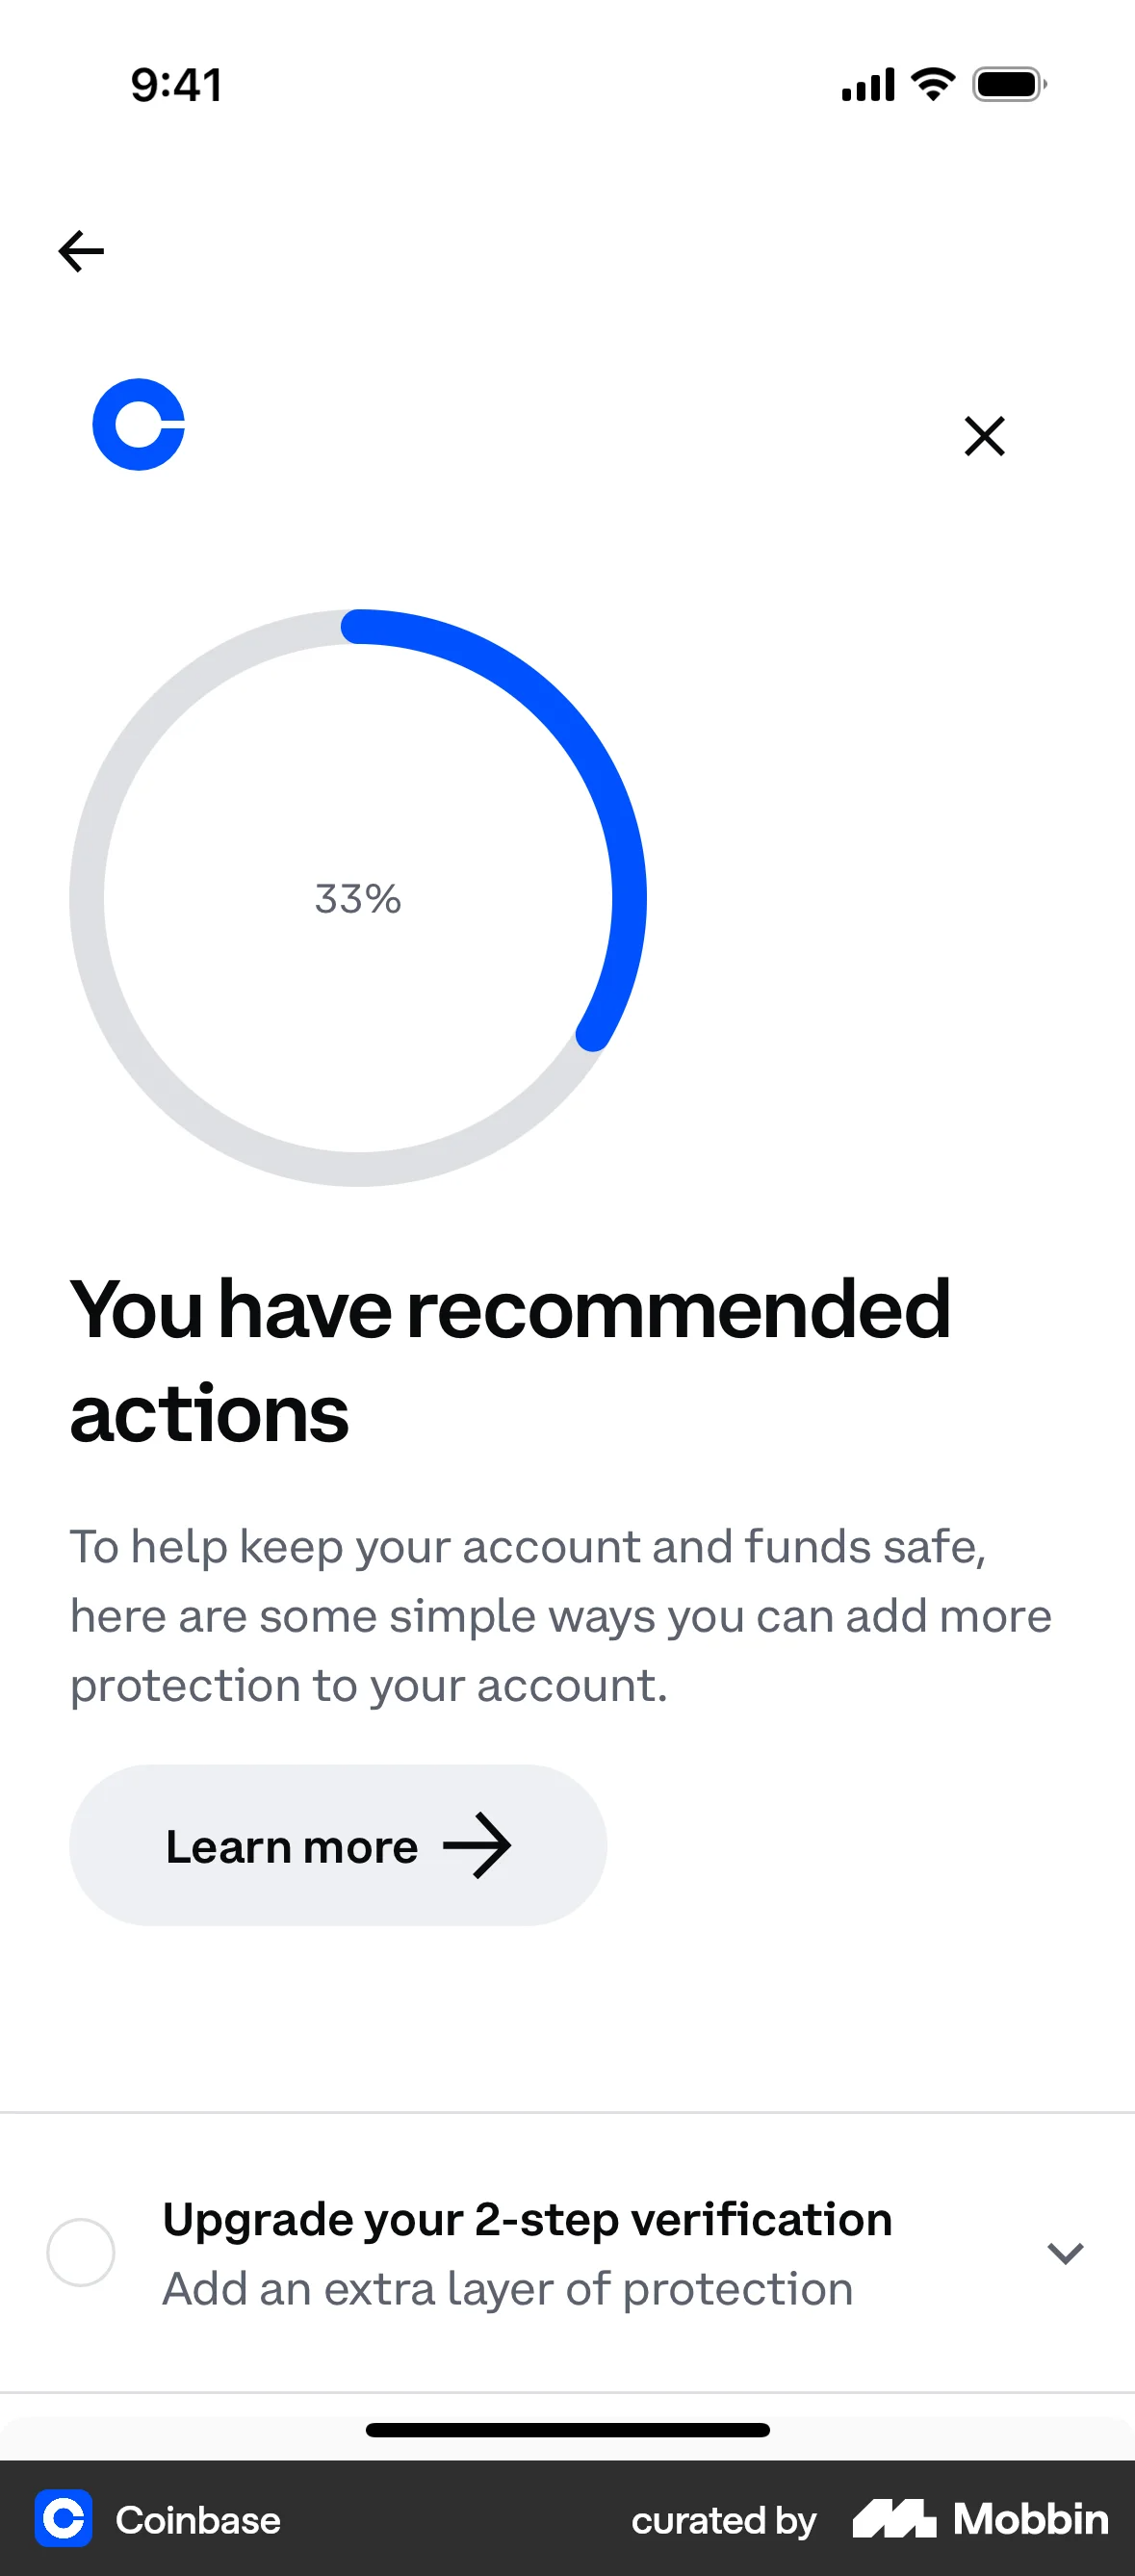 9:41
33%
You have recommended
actions
To help keep your account and funds safe,
here are some simple ways you can add more
protection to your account.
Learn more
Upgrade your 2-step verification
Add an extra layer of protection
Coinbase
curated by
Mobbin